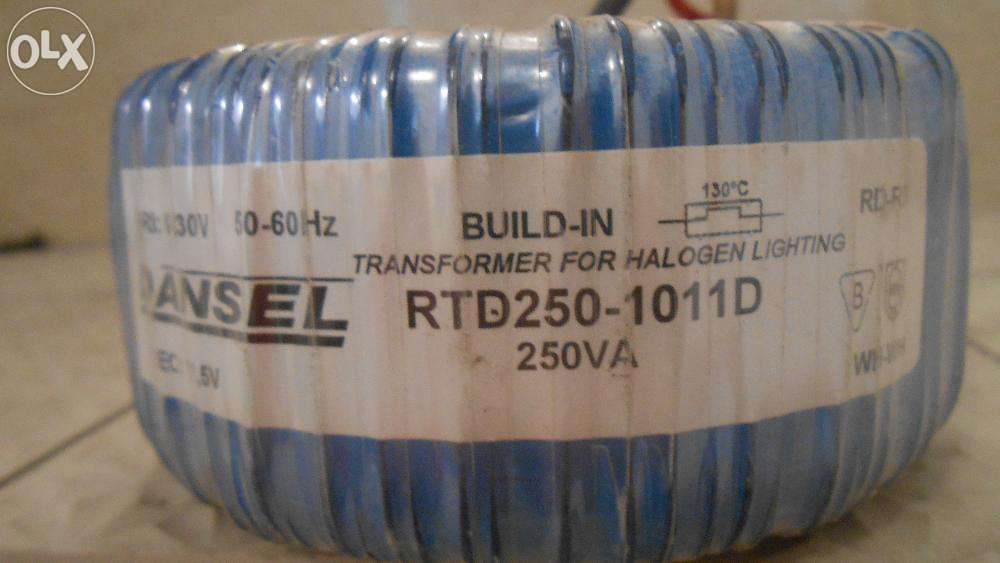 OLX
50-60Hz
BUILD-IN
130°C
TRANSFORMER FOR HALOGEN LIGHTING
RTD250-1011D
B
250VA